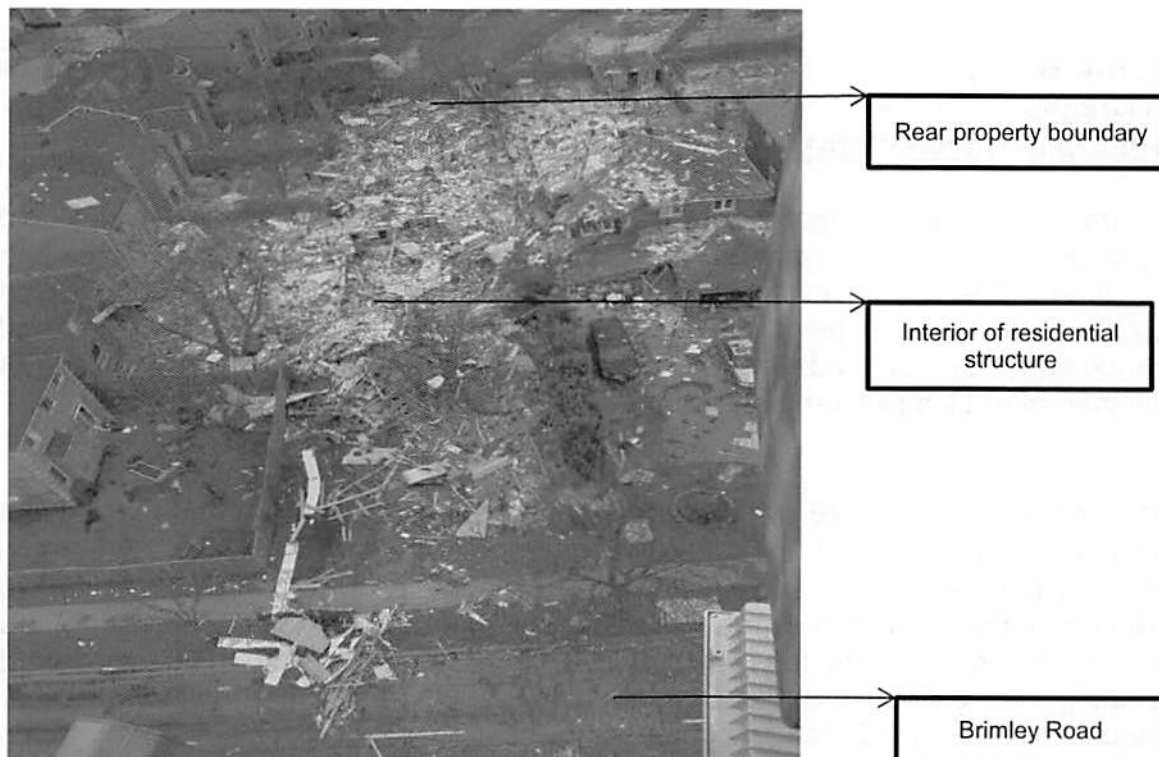 Rear property boundary
Interior of residential
structure
Brimley Road